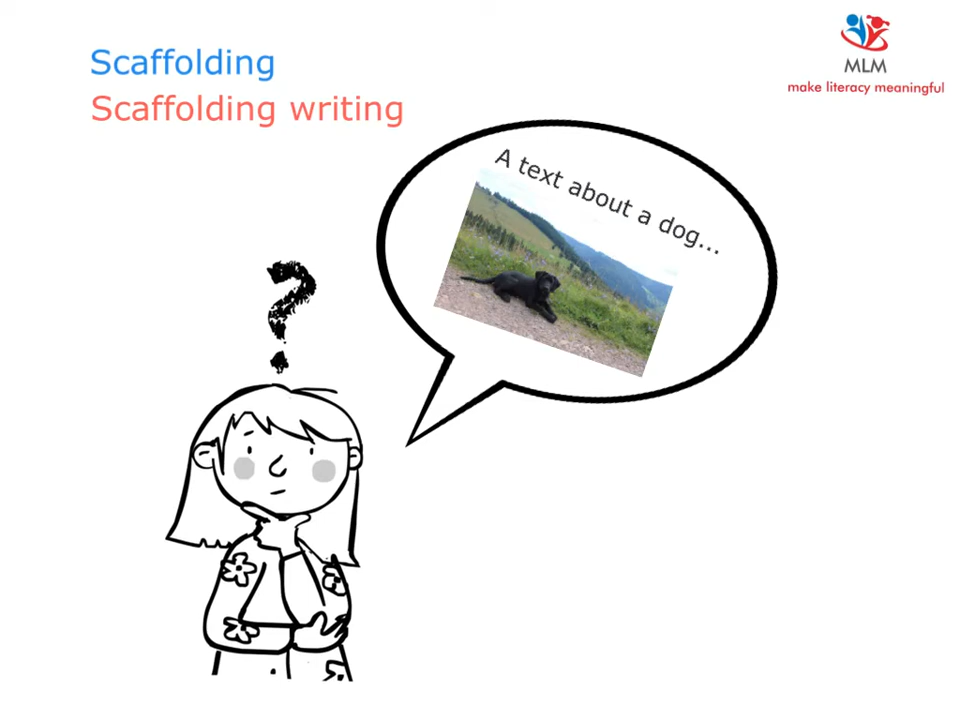 Scaffolding
Scaffolding writing
MLM
make literacy meaningful
A text about a dog...
?